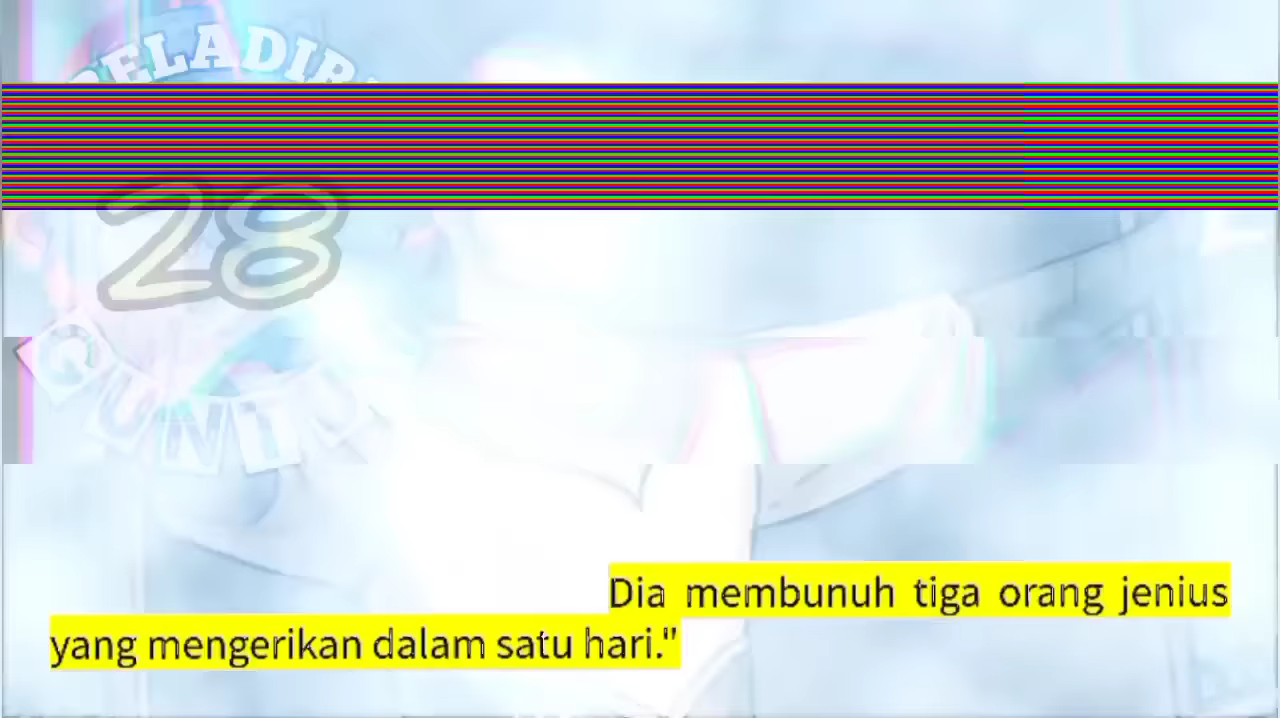 28
Dia membunuh tiga orang jenius
yang mengerikan dalam satu hari."